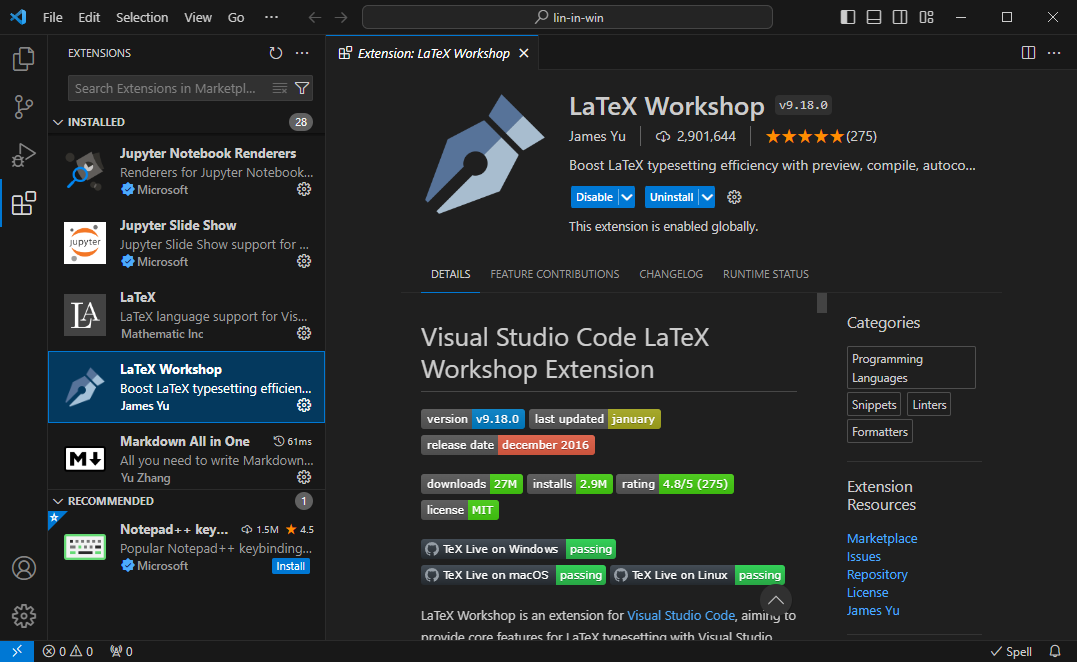 File Edit Selection View Go ··· lin-in-win
EXTENSIONS
Search Extensions in Marketpl...
INSTALLED 28
Jupyter Notebook Renderers
Renderers for Jupyter Notebook...
Microsoft
Jupyter Slide Show
Jupyter Slide Show support for ...
Microsoft
LaTeX
LaTeX language support for Vis...
Mathematic Inc
LaTeX Workshop
Boost LaTeX typesetting efficien...
James Yu
Markdown All in One 61ms
All you need to write Markdown...
Yu Zhang
RECOMMENDED 1
Notepad++ key... 1.5M 4.5
Popular Notepad++ keybinding...
Microsoft Install
Extension: LaTeX Workshop
LaTeX Workshop v9.18.0
James Yu 2,901,644 (275)
Boost LaTeX typesetting efficiency with preview, compile, autoco...
Disable Uninstall
This extension is enabled globally.
DETAILS FEATURE CONTRIBUTIONS CHANGELOG RUNTIME STATUS
Visual Studio Code LaTeX
Workshop Extension
version v9.18.0 last updated january
release date december 2016
downloads 27M installs 2.9M rating 4.8/5 (275)
license MIT
TeX Live on Windows passing
TeX Live on macOS passing TeX Live on Linux passing
LaTeX Workshop is an extension for Visual Studio Code, aiming to
provide core features for LaTeX typesetting with Visual Studio
Categories
Programming
Languages
Snippets Linters
Formatters
Extension
Resources
Marketplace
Issues
Repository
License
James Yu
0 0 0 Spell
jupyter
LA
M